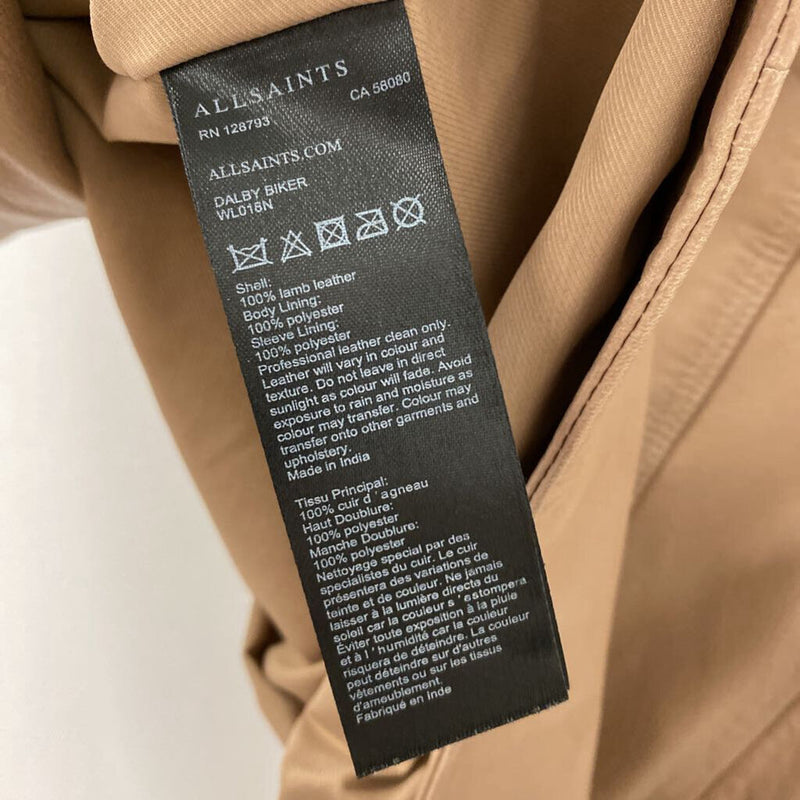 ALLSAINTS
RN 128793 CA 58080
ALLSAINTS.COM
DALBY BIKER
WL018N
Shell:
100% lamb leather
Body Lining:
100% polyester
Sleeve Lining:
100% polyester
Professional leather clean only.
Leather will vary in colour and
texture. Do not leave in direct
sunlight as colour will fade. Avoid
exposure to rain and moisture as
colour may transfer. Colour may
transfer onto other garments and
upholstery.
Made in India
Tissu Principal:
100% cuir d'agneau
Haut Doublure:
100% polyester
Manche Doublure:
100% polyester
Nettoyage spécial par des
spécialistes du cuir. Le cuir
présentera des variations de
teinte et de couleur. Ne jamais
laisser à la lumière directe du
soleil car la couleur s'estompera
Éviter toute exposition à la pluie
et à l'humidité car la couleur
risquera de déteindre. La couleur
peut déteindre sur d'autres
vêtements ou sur les tissus
d'ameublement.
Fabriqué en Inde